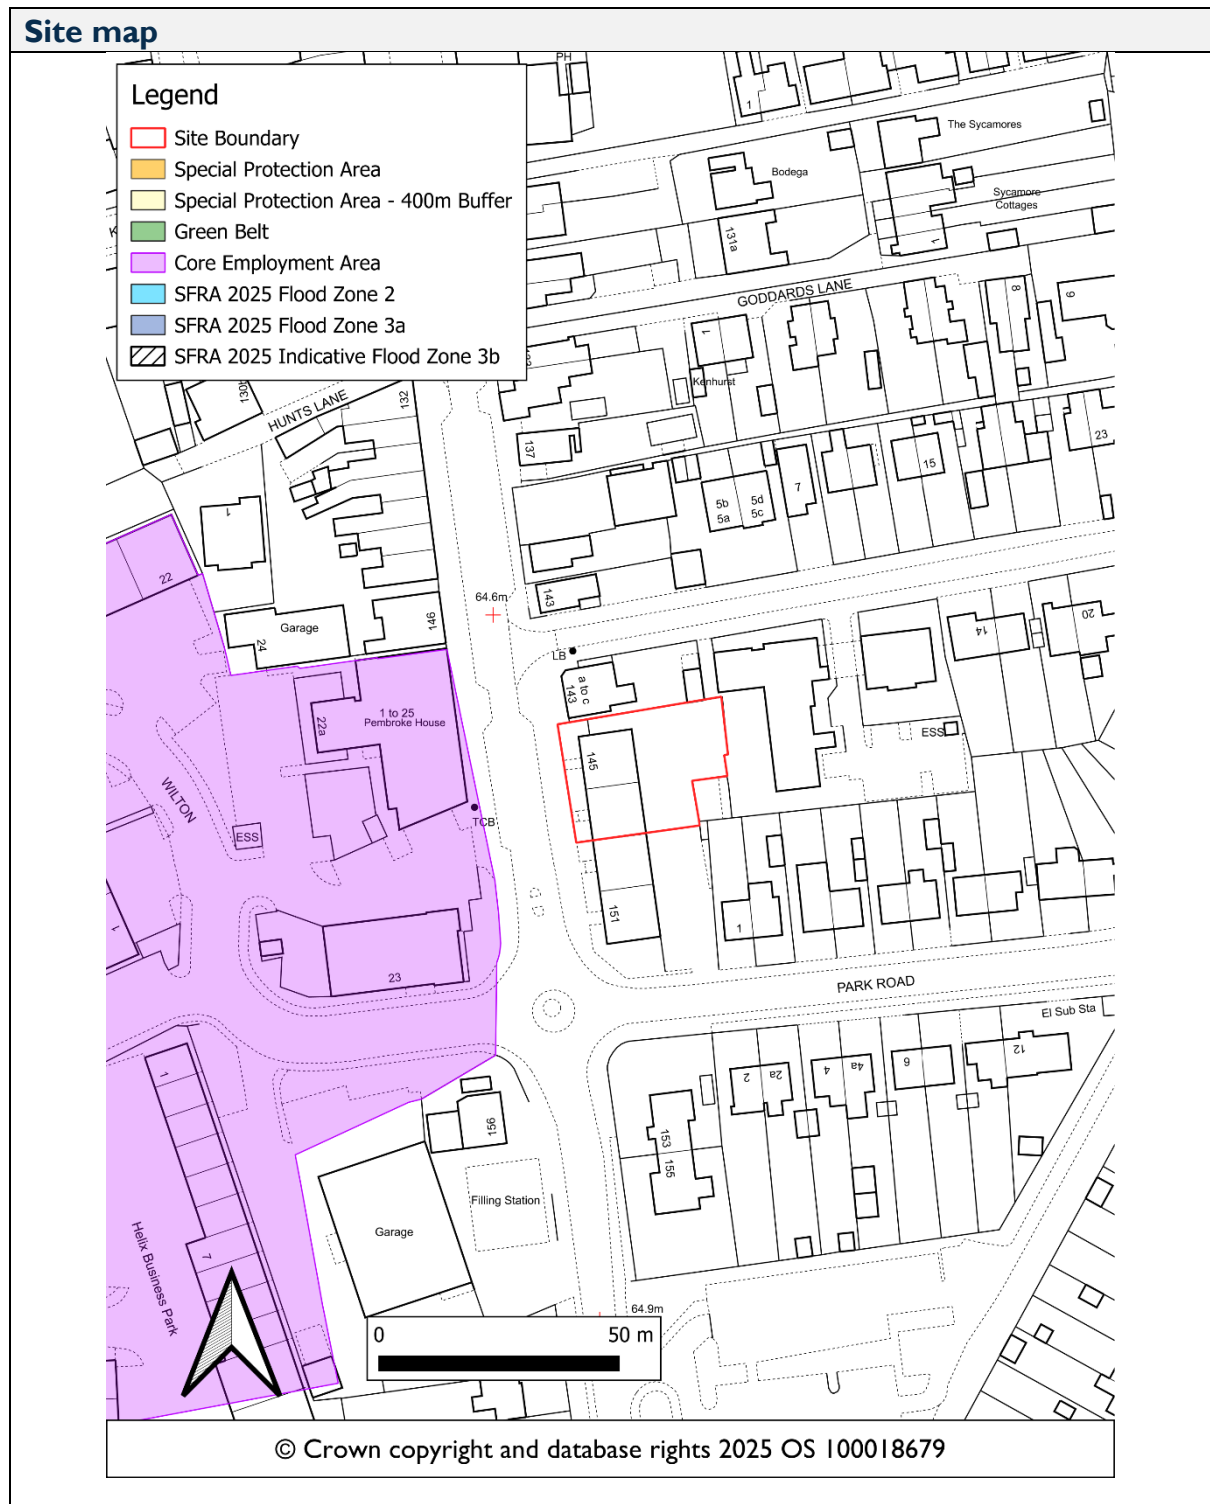 Site map
Legend
Site Boundary
Special Protection Area
Special Protection Area - 400m Buffer
Green Belt
Core Employment Area
SFRA 2025 Flood Zone 2
SFRA 2025 Flood Zone 3a
SFRA 2025 Indicative Flood Zone 3b
PH
1
The Sycamores
Bodega
Sycamore
Cottages
131a
1
GODDARDS LANE
8
9
1
Kenhurst
HUNTS LANE
132
137
23
15
7
5b
5d
5a
5c
1
22
64.6m
143
146
Garage
24
LB
a to c
143
14
20
1 to 25
Pembroke House
22a
145
ESS
WILTON
TCB
ESS
151
1
1
23
PARK ROAD
El Sub Sta
2
2a
4
4a
6
12
1
156
153
155
Filling Station
Garage
Helix Business Park
7
64.9m
0
50 m
© Crown copyright and database rights 2025 OS 100018679